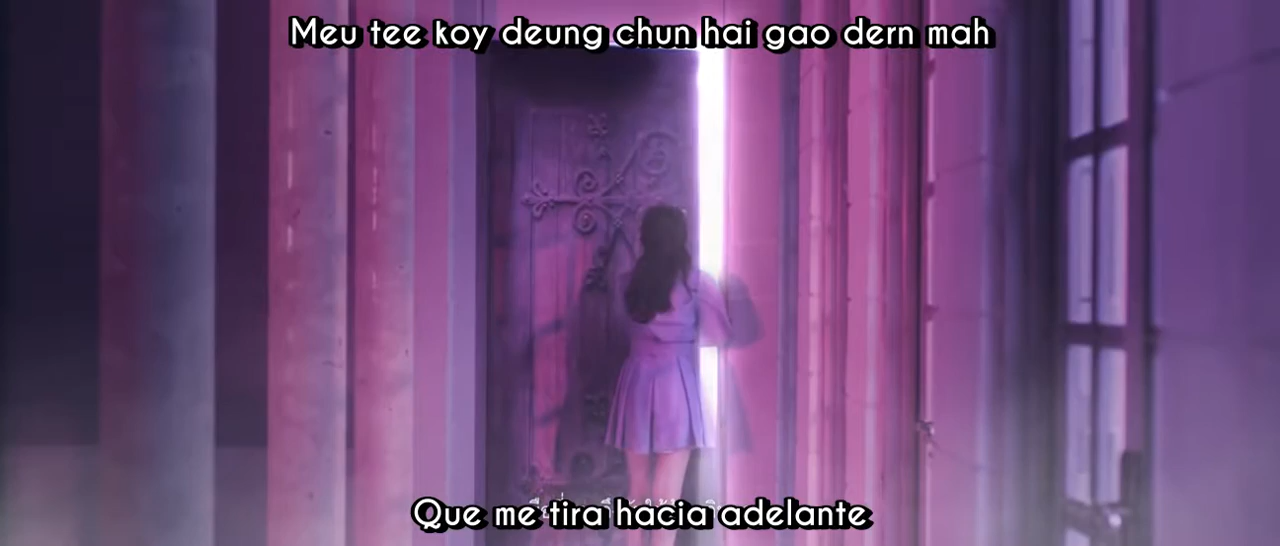 Meu tee koy deung chun hai gao dern mah
Que me tira hacia adelante